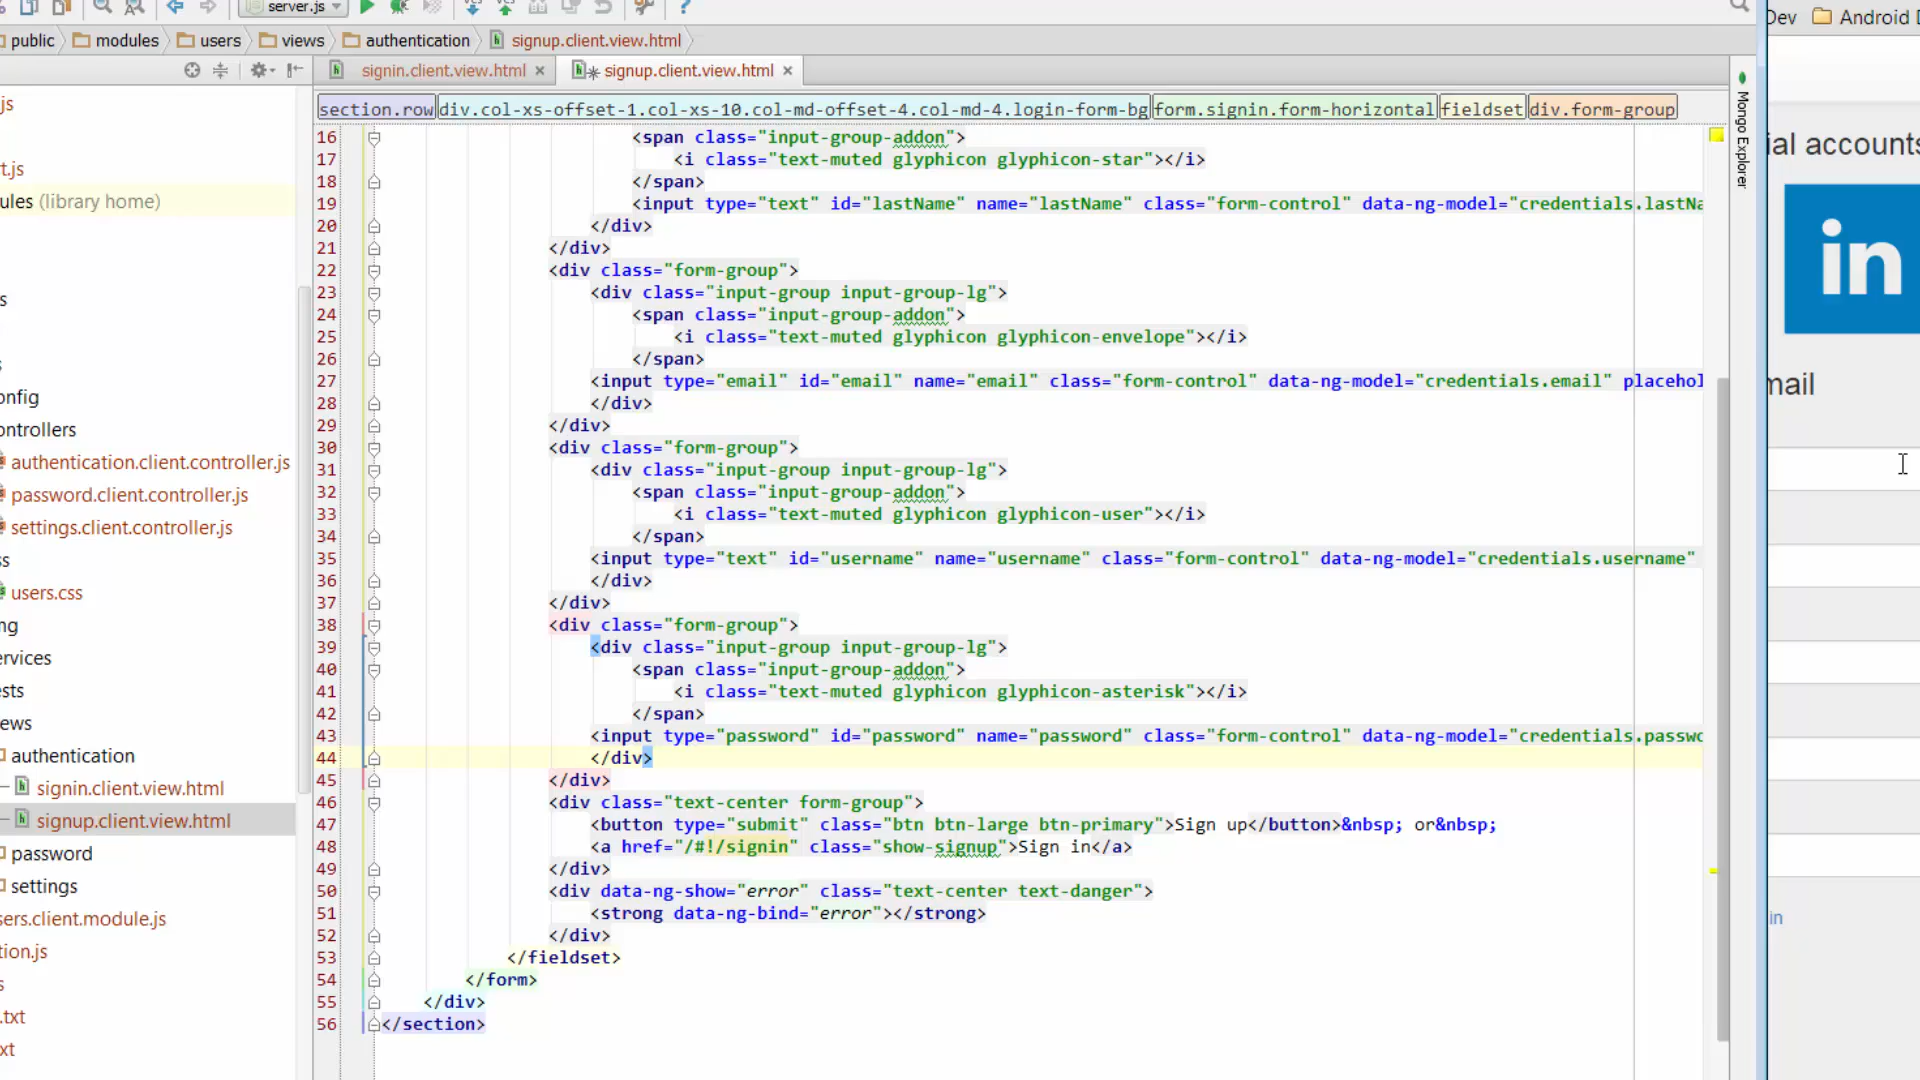 server.js
Dev Android D
public modules users views authentication signup.client.view.html
signin.client.view.html signup.client.view.html
section.row div.col-xs-offset-1.col-xs-10.col-md-offset-4.col-md-4.login-form-bg form.signin.form-horizontal fieldset div.form-group
Mongo Explorer
js
t.js
ules (library home)
s
onfig
ontrollers
authentication.client.controller.js
password.client.controller.js
settings.client.controller.js
ss
users.css
ng
ervices
ests
ews
authentication
signin.client.view.html
signup.client.view.html
password
settings
sers.client.module.js
tion.js
s
.txt
xt
16 <span class="input-group-addon">
17 <i class="text-muted glyphicon glyphicon-star"></i>
18 </span>
19 <input type="text" id="lastName" name="lastName" class="form-control" data-ng-model="credentials.lastNa
20 </div>
21 </div>
22 <div class="form-group">
23 <div class="input-group input-group-lg">
24 <span class="input-group-addon">
25 <i class="text-muted glyphicon glyphicon-envelope"></i>
26 </span>
27 <input type="email" id="email" name="email" class="form-control" data-ng-model="credentials.email" placehol
28 </div>
29 </div>
30 <div class="form-group">
31 <div class="input-group input-group-lg">
32 <span class="input-group-addon">
33 <i class="text-muted glyphicon glyphicon-user"></i>
34 </span>
35 <input type="text" id="username" name="username" class="form-control" data-ng-model="credentials.username"
36 </div>
37 </div>
38 <div class="form-group">
39 <div class="input-group input-group-lg">
40 <span class="input-group-addon">
41 <i class="text-muted glyphicon glyphicon-asterisk"></i>
42 </span>
43 <input type="password" id="password" name="password" class="form-control" data-ng-model="credentials.passwo
44 </div>
45 </div>
46 <div class="text-center form-group">
47 <button type="submit" class="btn btn-large btn-primary">Sign up</button>&nbsp; or&nbsp;
48 <a href="/#!/signin" class="show-signup">Sign in</a>
49 </div>
50 <div data-ng-show="error" class="text-center text-danger">
51 <strong data-ng-bind="error"></strong>
52 </div>
53 </fieldset>
54 </form>
55 </div>
56 </section>
ial accounts
in
mail
in